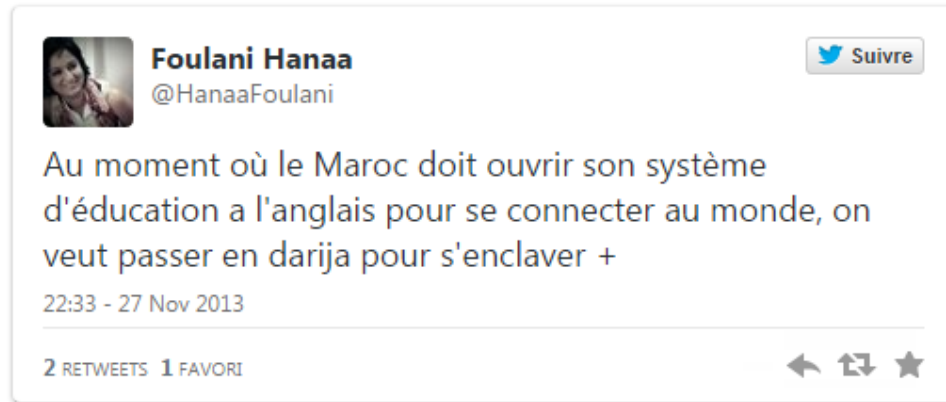 Foulani Hanaa
@HanaaFoulani
Suivre
Au moment où le Maroc doit ouvrir son système
d'éducation a l'anglais pour se connecter au monde, on
veut passer en darija pour s'enclaver +
22:33 - 27 Nov 2013
2 RETWEETS 1 FAVORI